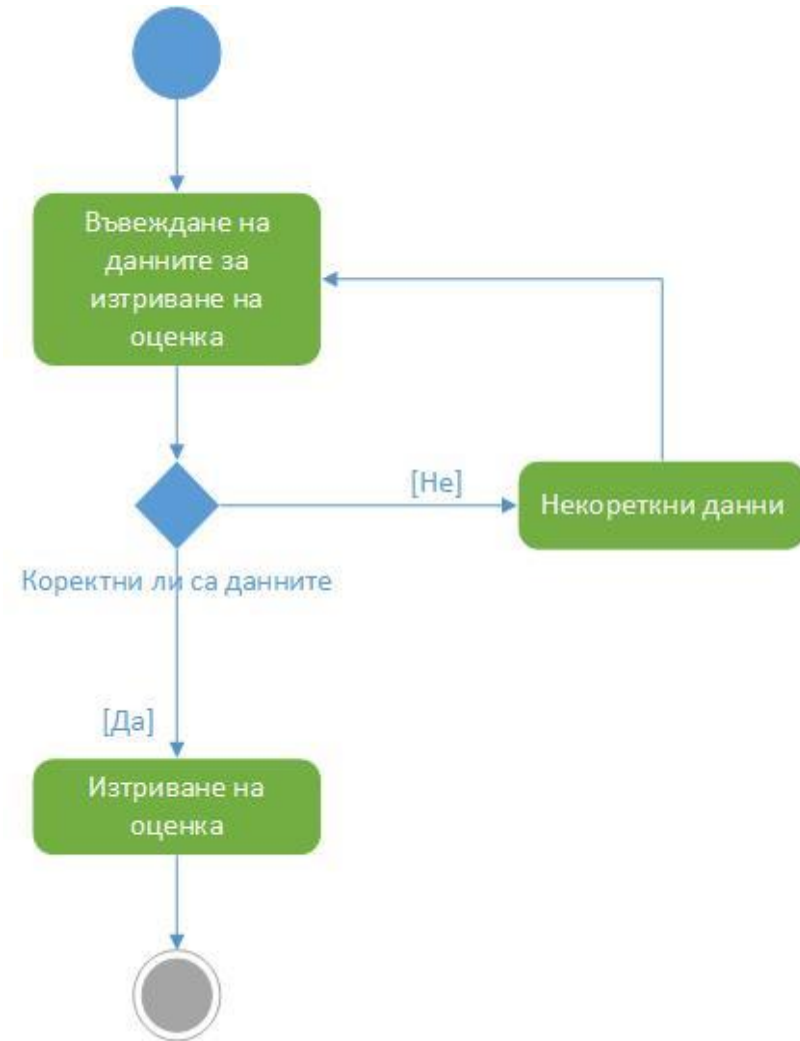 Въвеждане на
данните за
изтриване на
оценка
[Не]
Некореткни данни
Коректни ли са данните
[Да]
Изтриване на
оценка